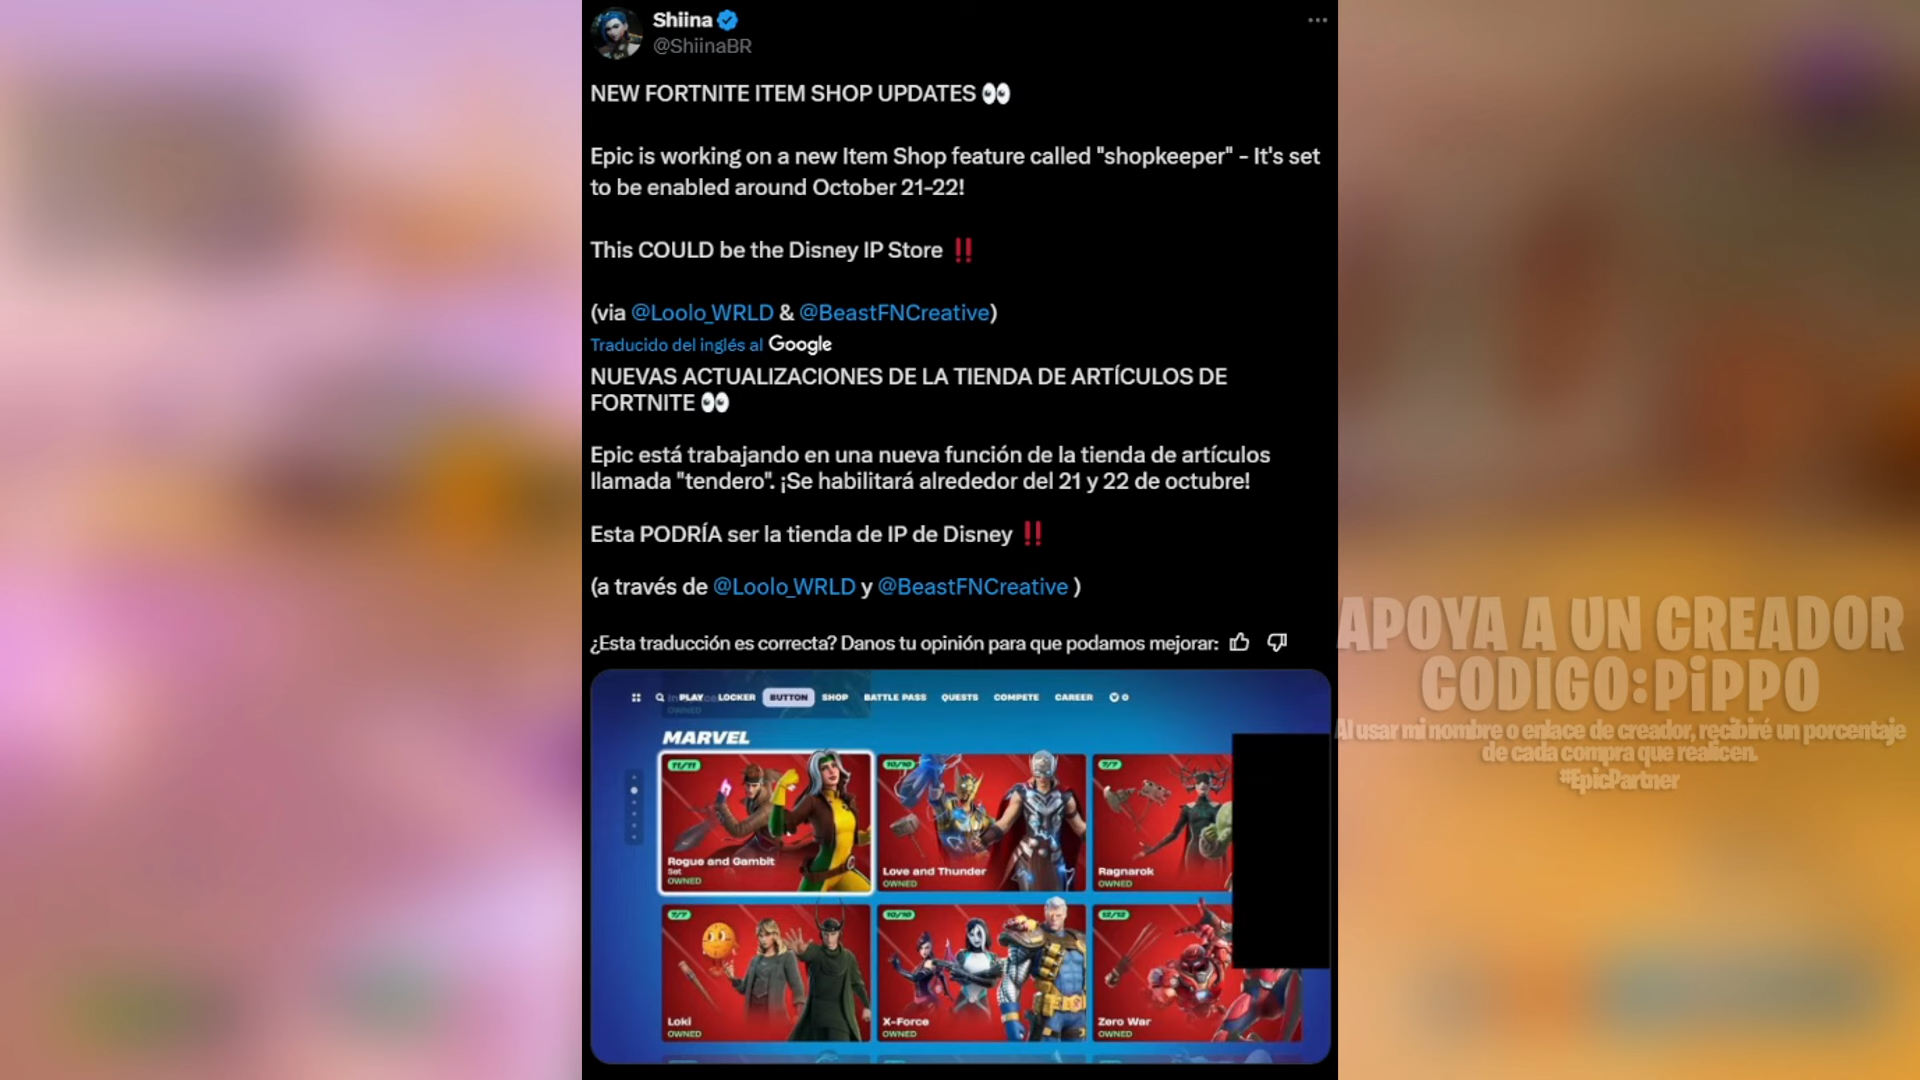 Shiina
@ShiinaBR
NEW FORTNITE ITEM SHOP UPDATES 👀
Epic is working on a new Item Shop feature called "shopkeeper" - It's set
to be enabled around October 21-22!
This COULD be the Disney IP Store ‼️
(via @Loolo_WRLD & @BeastFNCreative)
Traducido del inglés al Google
NUEVAS ACTUALIZACIONES DE LA TIENDA DE ARTÍCULOS DE
FORTNITE 👀
Epic está trabajando en una nueva función de la tienda de artículos
llamada "tendero". ¡Se habilitará alrededor del 21 y 22 de octubre!
Esta PODRÍA ser la tienda de IP de Disney ‼️
(a través de @Loolo_WRLD y @BeastFNCreative )
¿Esta traducción es correcta? Danos tu opinión para que podamos mejorar:
PLAY LOCKER BUTTON SHOP BATTLE PASS QUESTS COMPETE CAREER 0
OWNED
MARVEL
11/11
10/10
7/7
Rogue and Gambit
Set
OWNED
Love and Thunder
OWNED
Ragnarok
OWNED
7/7
10/10
12/12
Loki
OWNED
X-Force
OWNED
Zero War
OWNED
APOYA A UN CREADOR
CODIGO:PiPPO
Al usar mi nombre o enlace de creador, recibiré un porcentaje
de cada compra que realicen.
#EpicPartner